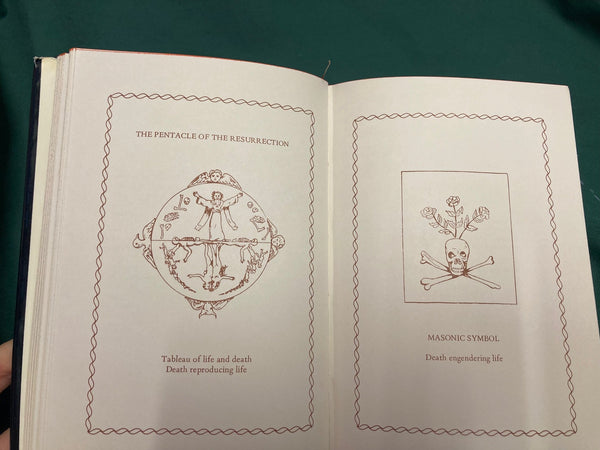 THE PENTACLE OF THE RESURRECTION
Tableau of life and death
Death reproducing life
MASONIC SYMBOL
Death engendering life